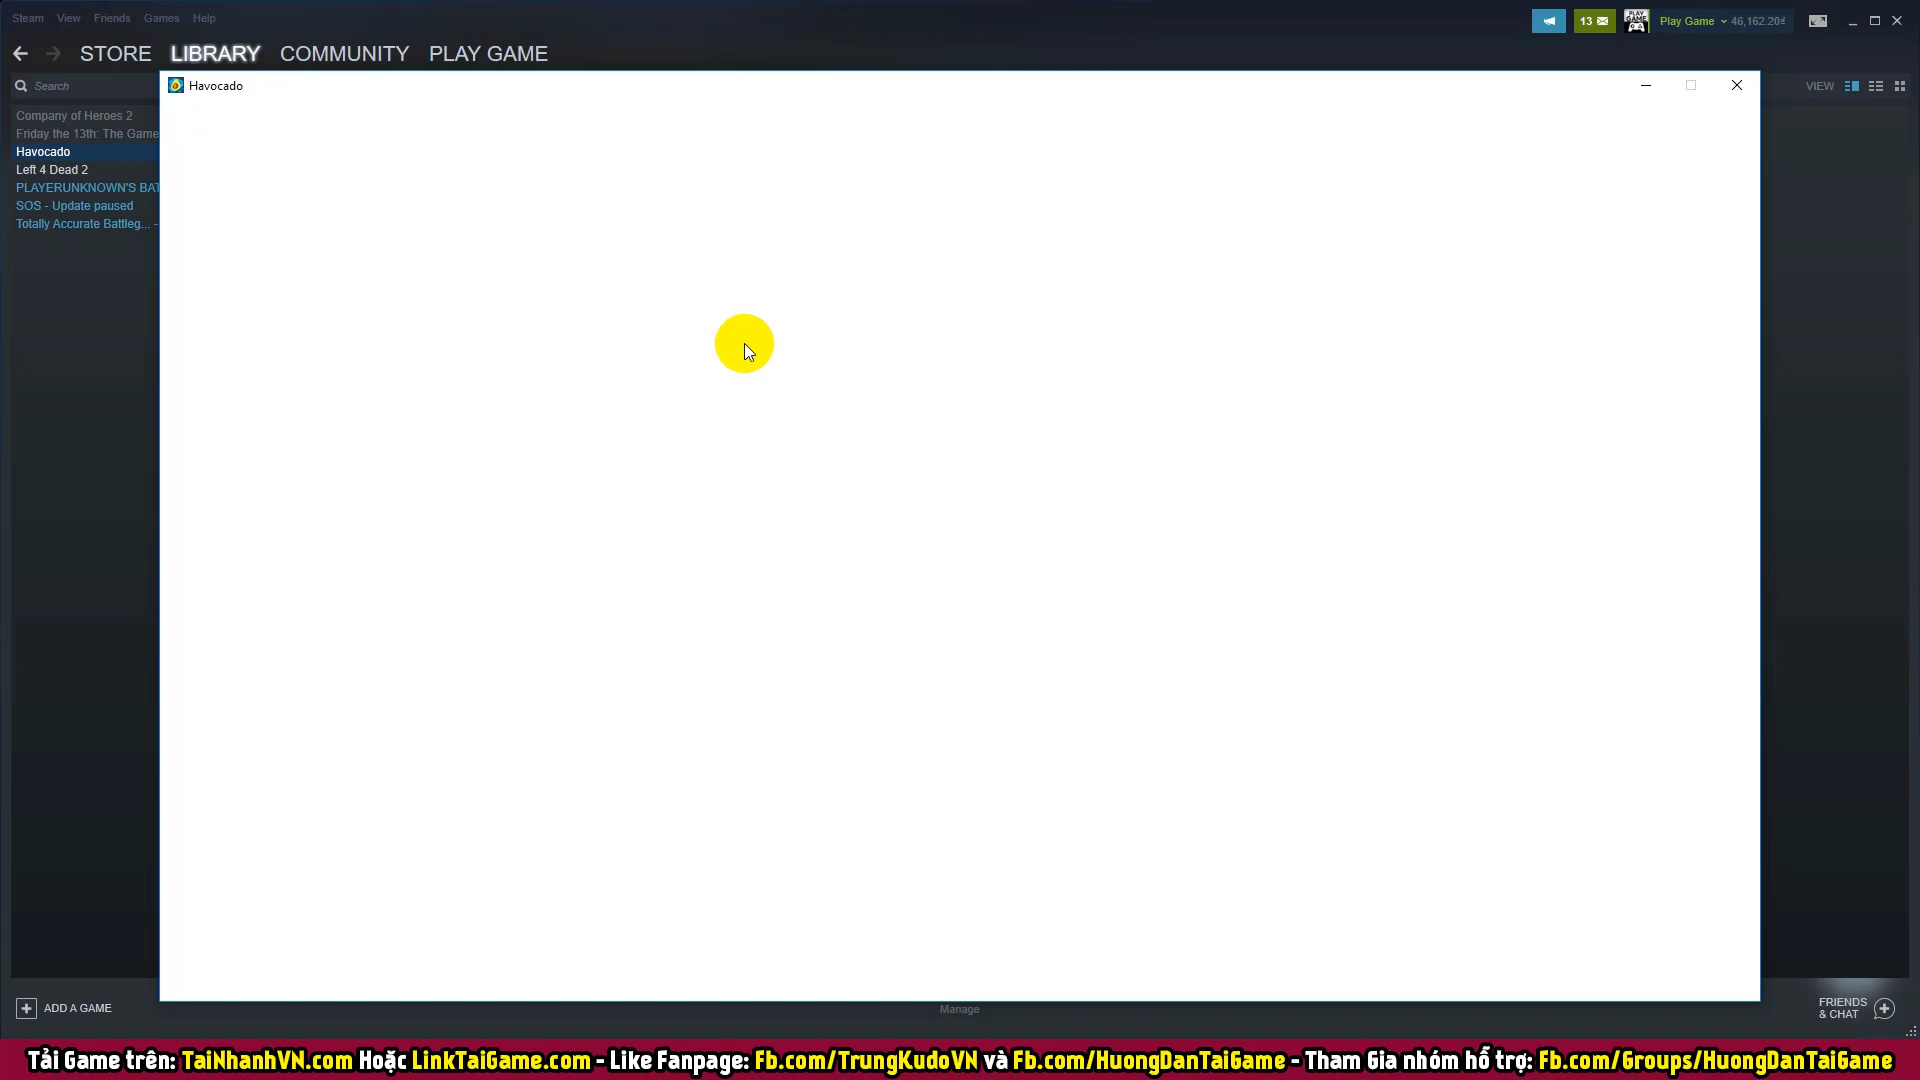 Steam View Friends Games Help
13 PLAY GAME Play Game 46,162.20₫
STORE LIBRARY COMMUNITY PLAY GAME
Search
Havocado
VIEW
Company of Heroes 2
Friday the 13th: The Game
Havocado
Left 4 Dead 2
PLAYERUNKNOWN'S BAT
SOS - Update paused
Totally Accurate Battleg... -
ADD A GAME
Manage
FRIENDS
& CHAT
Tải Game trên: TaiNhanhVN.com Hoặc LinkTaiGame.com - Like Fanpage: Fb.com/TrungKudoVN và Fb.com/HuongDanTaiGame - Tham Gia nhóm hỗ trợ: Fb.com/Groups/HuongDanTaiGame